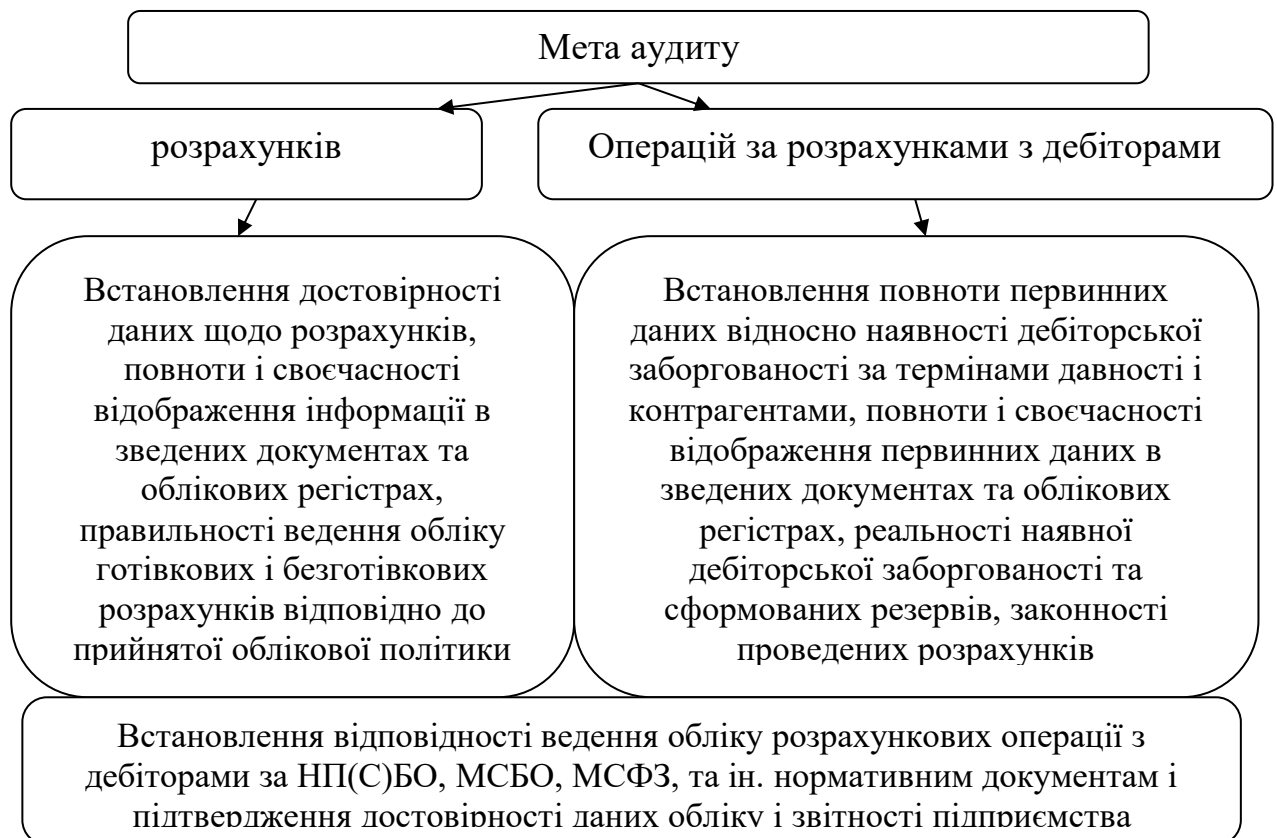 Мета аудиту
розрахунків
Операцій за розрахунками з дебіторами
Встановлення достовірності
даних щодо розрахунків,
повноти і своєчасності
відображення інформації в
зведених документах та
облікових регістрах,
правильності ведення обліку
готівкових і безготівкових
розрахунків відповідно до
прийнятої облікової політики
Встановлення повноти первинних
даних відносно наявності дебіторської
заборгованості за термінами давності і
контрагентами, повноти і своєчасності
відображення первинних даних в
зведених документах та облікових
регістрах, реальності наявної
дебіторської заборгованості та
сформованих резервів, законності
проведених розрахунків
Встановлення відповідності ведення обліку розрахункових операції з
дебіторами за НП(С)БО, МСБО, МСФЗ, та ін. нормативним документам і
підтвердження достовірності даних обліку і звітності підприємства